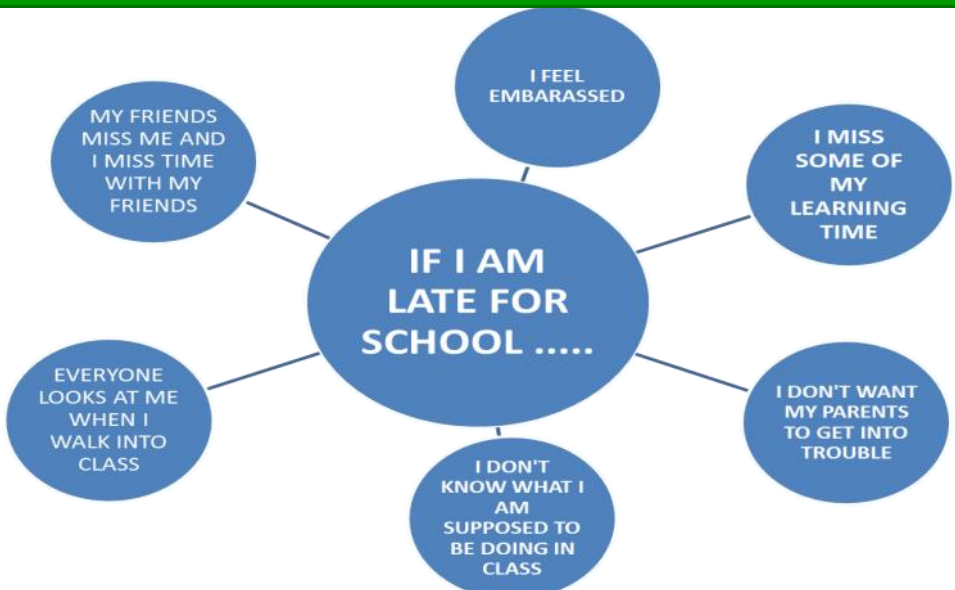 I FEEL
EMBARASSED
MY FRIENDS
MISS ME AND
I MISS TIME
WITH MY
FRIENDS
I MISS
SOME OF
MY
LEARNING
TIME
IF I AM
LATE FOR
SCHOOL .....
EVERYONE
LOOKS AT ME
WHEN I
WALK INTO
CLASS
I DON'T WANT
MY PARENTS
TO GET INTO
TROUBLE
I DON'T
KNOW WHAT I
AM
SUPPOSED TO
BE DOING IN
CLASS